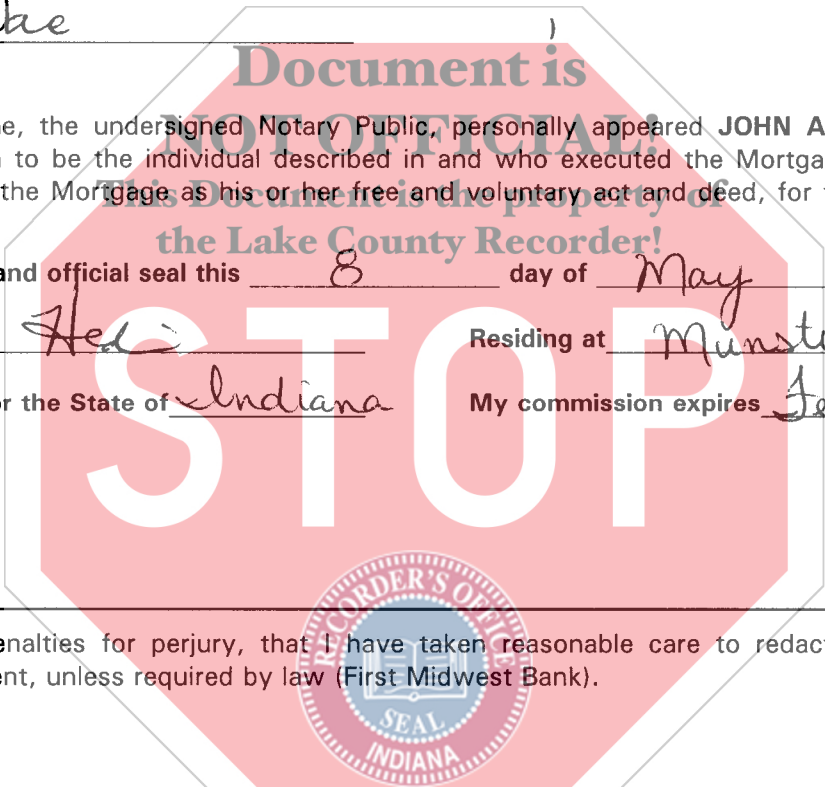 Document is
NOT OFFICIAL!
This Document is the property of
the Lake County Recorder!
e, the undersigned Notary Public, personally appeared JOHN A
to be the individual described in and who executed the Mortga
the Mortgage as his or her free and voluntary act and deed, for
and official seal this 8 day of May
Residing at Munst
r the State of Indiana My commission expires Fe
STOP
enalties for perjury, that I have taken reasonable care to redact
ent, unless required by law (First Midwest Bank).
RECORDER'S OFFICE
SEAL
INDIANA